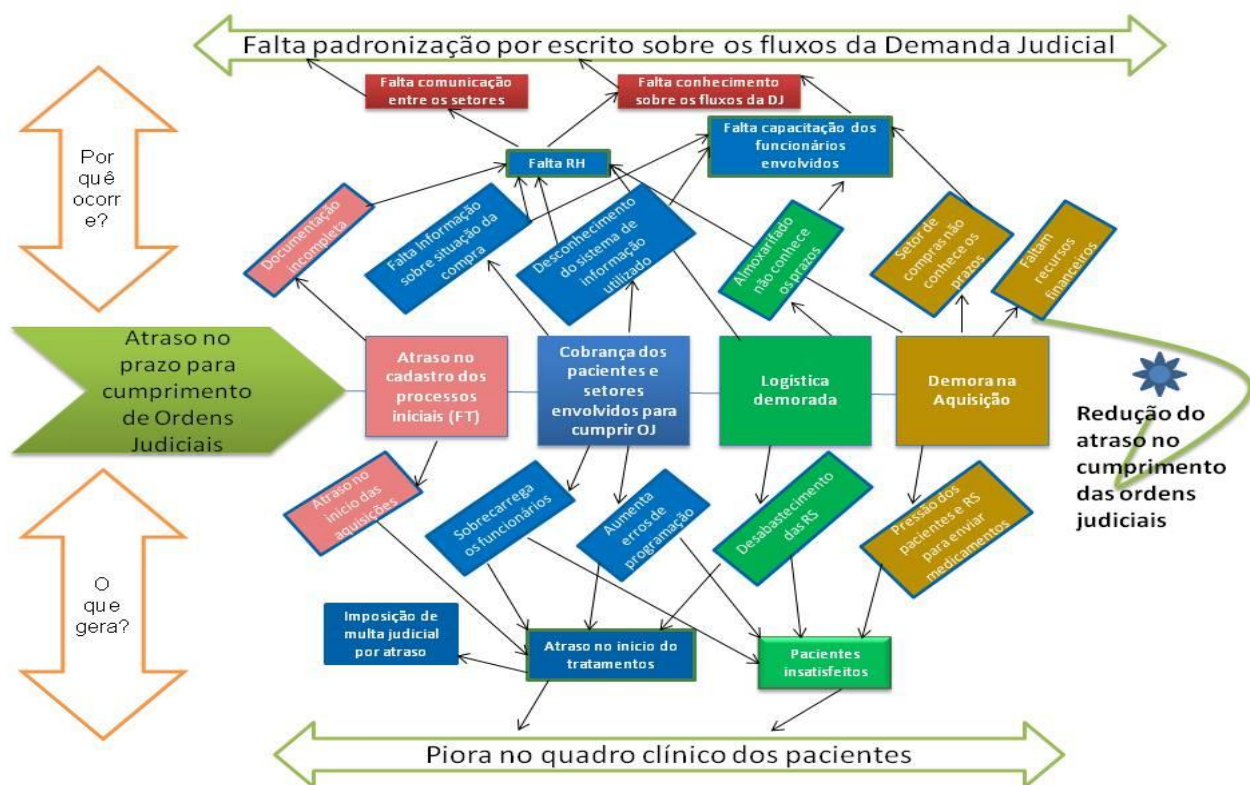 Falta padronização por escrito sobre os fluxos da Demanda Judicial
Falta comunicação
entre os setores
Falta conhecimento
sobre os fluxos da DJ
Por
quê
ocorr
e?
Falta RH
Falta capacitação dos
funcionários
envolvidos
Documentação
incompleta
Falta Informação
sobre situação da
compra
Desconhecimento
do sistema de
informação
utilizado
Almoxarifado
não conhece
os prazos
Setor de
compras não
conhece os
prazos
Faltam
recursos
financeiros
Atraso no
prazo para
cumprimento
de Ordens
Judiciais
Atraso no
cadastro dos
processos
iniciais (FT)
Cobrança dos
pacientes e
setores
envolvidos para
cumprir OJ
Logistica
demorada
Demora na
Aquisição
Redução do
atraso no
cumprimento
das ordens
judiciais
O
que
gera?
Atraso no
inicio das
aquisições
Sobrecarrega
os funcionários
Aumenta
erros de
programação
Desabastecimento
das RS
Pressão dos
pacientes e RS
para enviar
medicamentos
Imposição de
multa judicial
por atraso
Atraso no inicio do
tratamentos
Pacientes
insatisfeitos
Piora no quadro clínico dos pacientes